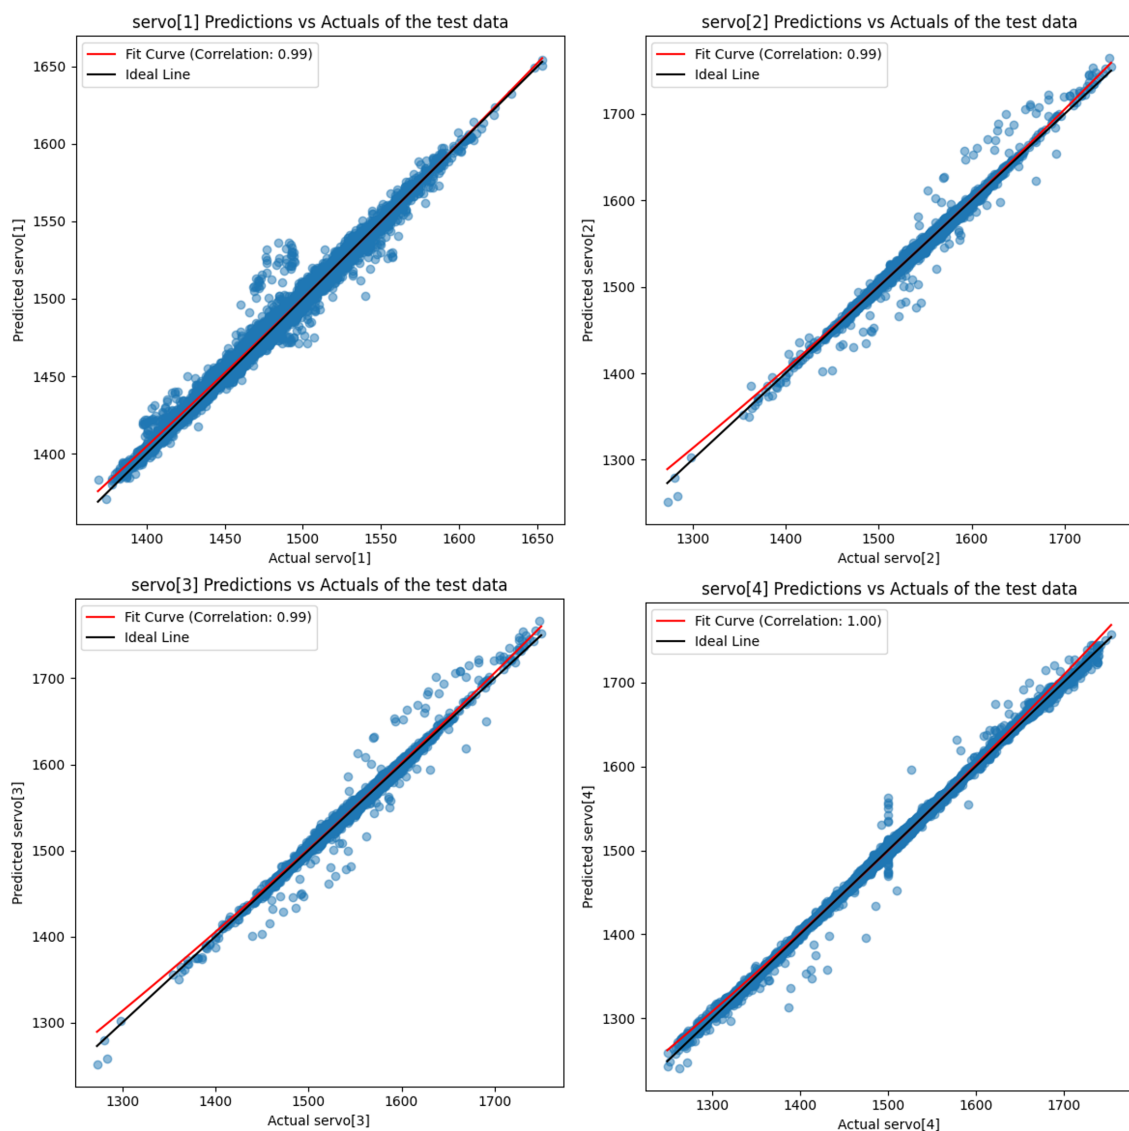 servo[1] Predictions vs Actuals of the test data
Fit Curve (Correlation: 0.99)
Ideal Line
1650
1600
1550
1500
1450
1400
Predicted servo[1]
1400 1450 1500 1550 1600 1650
Actual servo[1]
servo[2] Predictions vs Actuals of the test data
Fit Curve (Correlation: 0.99)
Ideal Line
1700
1600
1500
1400
1300
Predicted servo[2]
1300 1400 1500 1600 1700
Actual servo[2]
servo[3] Predictions vs Actuals of the test data
Fit Curve (Correlation: 0.99)
Ideal Line
1700
1600
1500
1400
1300
Predicted servo[3]
1300 1400 1500 1600 1700
Actual servo[3]
servo[4] Predictions vs Actuals of the test data
Fit Curve (Correlation: 1.00)
Ideal Line
1700
1600
1500
1400
1300
Predicted servo[4]
1300 1400 1500 1600 1700
Actual servo[4]